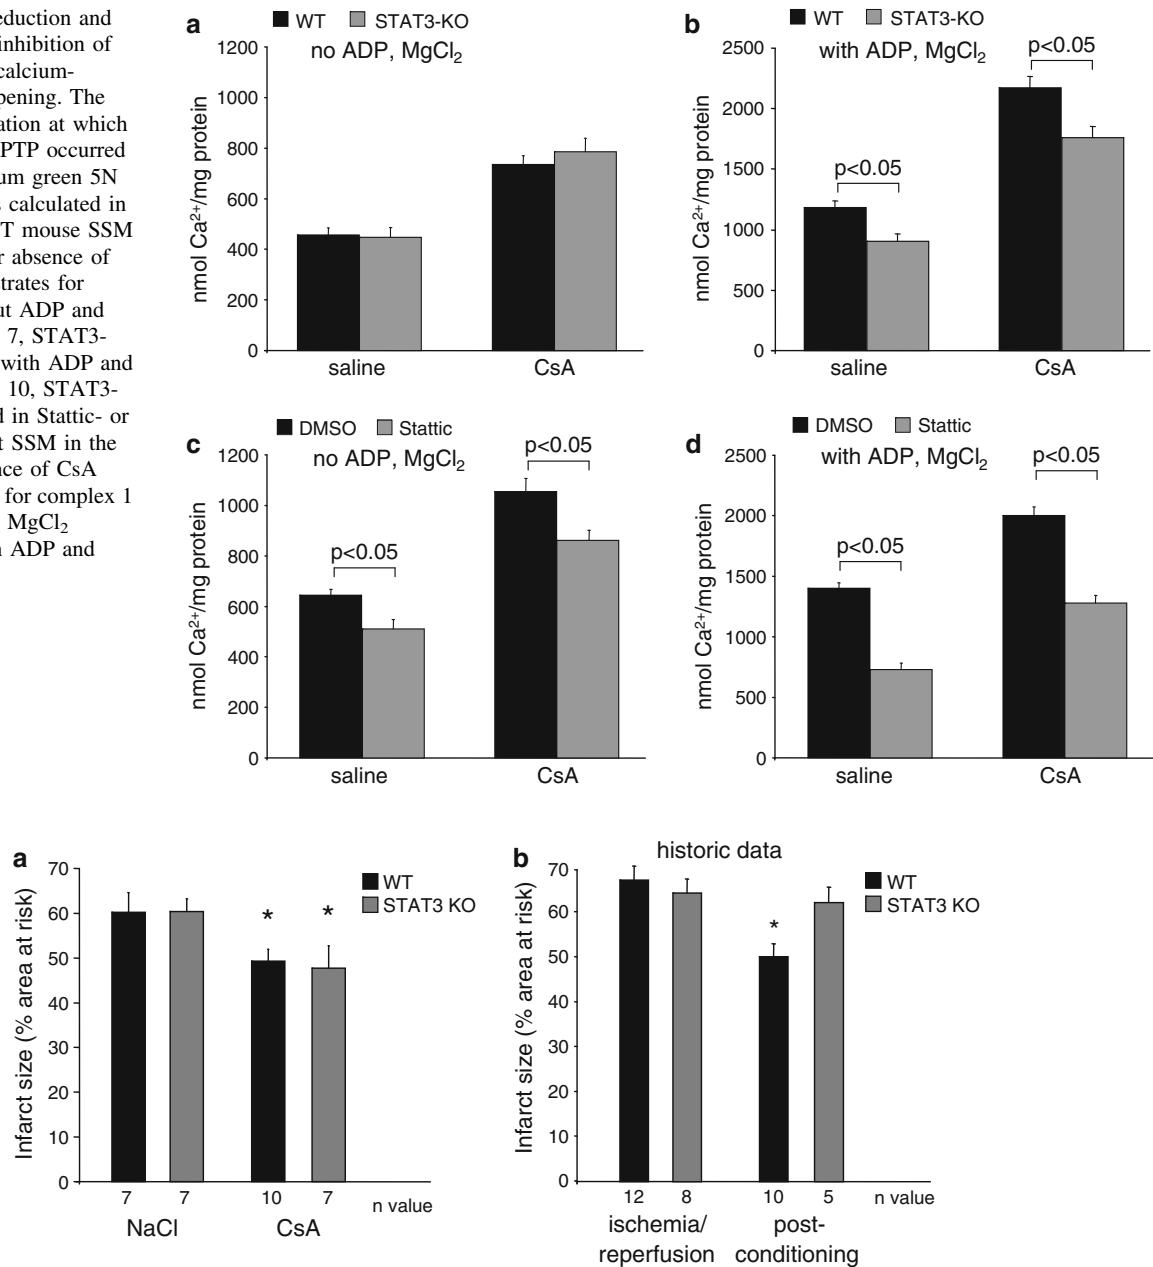 eduction and
inhibition of
calcium-
pening. The
ation at which
PTP occurred
um green 5N
s calculated in
T mouse SSM
r absence of
strates for
ut ADP and
7, STAT3-
with ADP and
10, STAT3-
d in Stattic- or
t SSM in the
nce of CsA
for complex 1
MgCl2
n ADP and
a
WT STAT3-KO
no ADP, MgCl2
nmol Ca2+/mg protein
1200
1000
800
600
400
200
0
saline CsA
b
WT STAT3-KO
with ADP, MgCl2
p<0.05
p<0.05
nmol Ca2+/mg protein
2500
2000
1500
1000
500
0
saline CsA
c
DMSO Stattic
no ADP, MgCl2
p<0.05
p<0.05
nmol Ca2+/mg protein
1200
1000
800
600
400
200
0
saline CsA
d
DMSO Stattic
with ADP, MgCl2
p<0.05
p<0.05
nmol Ca2+/mg protein
2500
2000
1500
1000
500
0
saline CsA
a
WT
STAT3 KO
Infarct size (% area at risk)
70
60
50
40
30
20
10
0
* *
7 7 10 7 n value
NaCl CsA
b
historic data
WT
STAT3 KO
Infarct size (% area at risk)
70
60
50
40
30
20
10
0
*
12 8 10 5 n value
ischemia/ post-
reperfusion conditioning